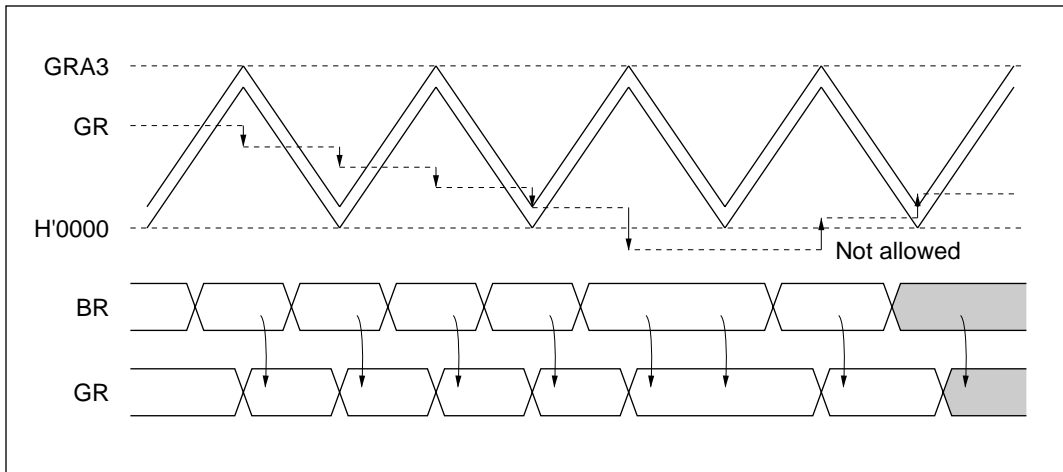 GRA3
GR
H'0000
Not allowed
BR
GR